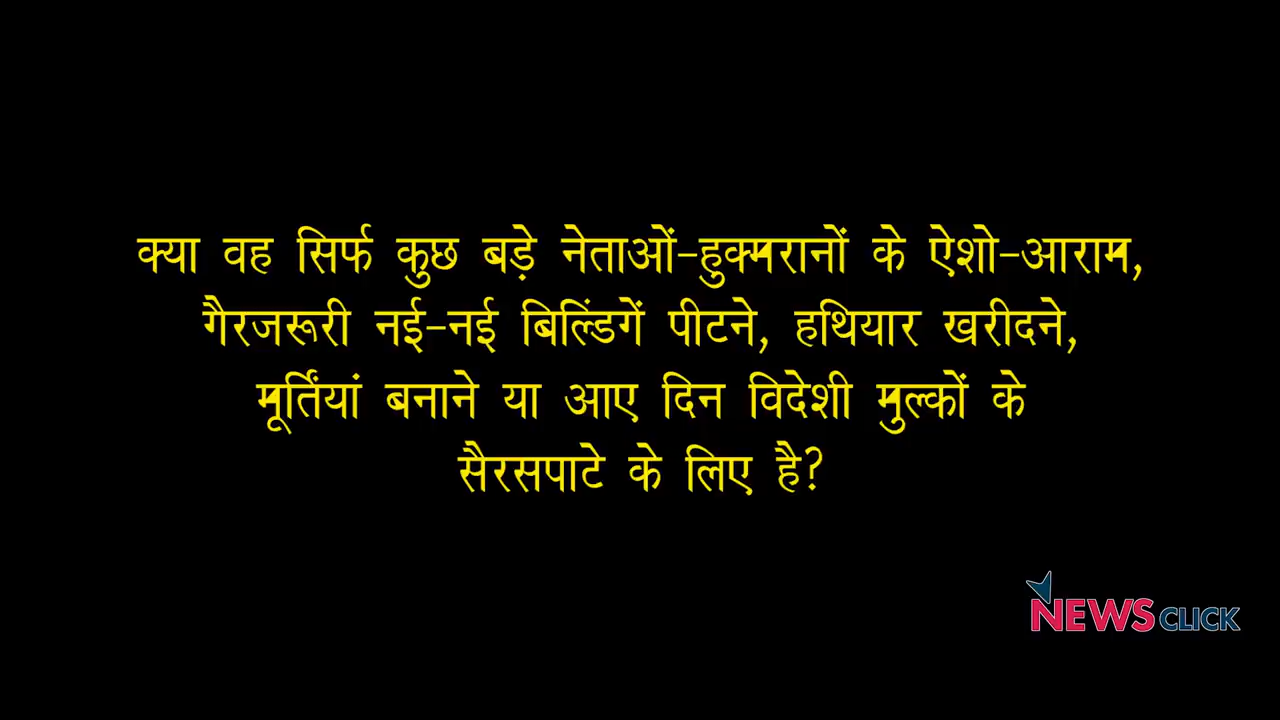 क्या वह सिर्फ कुछ बड़े नेताओं-हुक्मरानों के ऐशो-आराम,
गैरजरूरी नई-नई बिल्डिंगें पीटने, हथियार खरीदने,
मूर्तियां बनाने या आए दिन विदेशी मुल्कों के
सैरसपाटे के लिए है?
NEWSCLICK